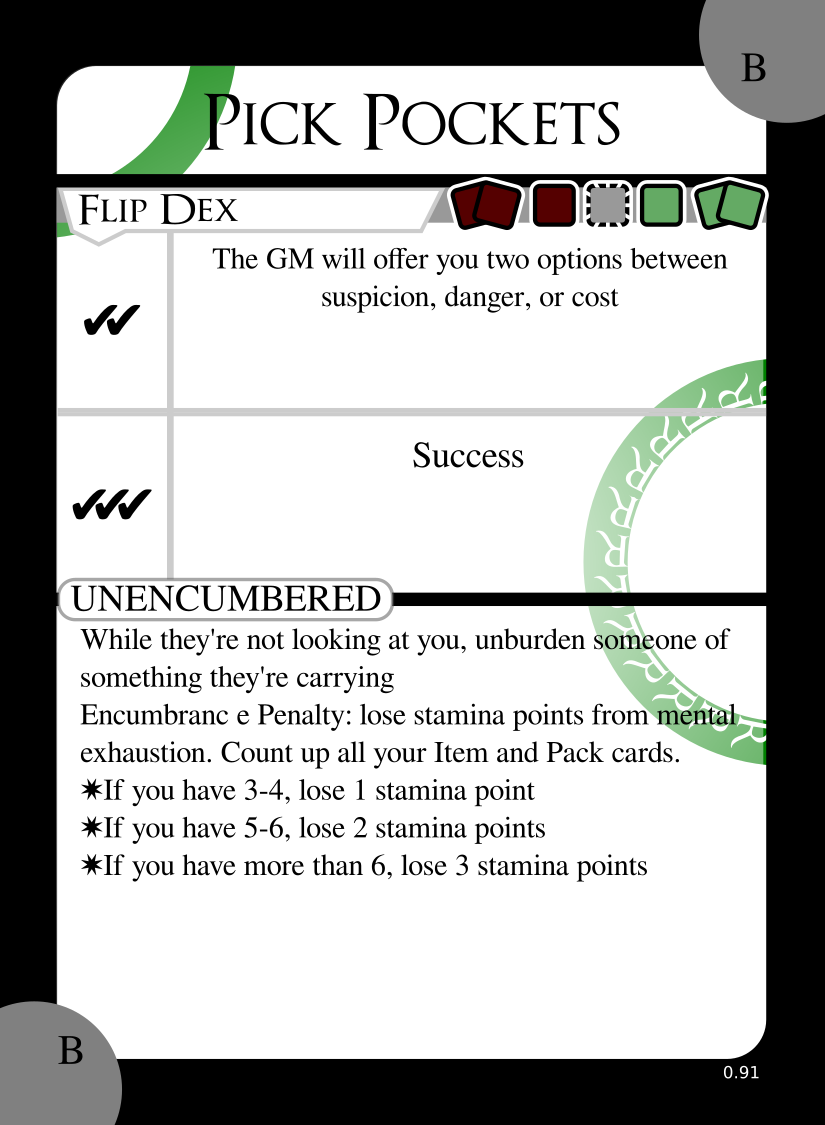 B
Pick Pockets
Flip Dex
The GM will offer you two options between
suspicion, danger, or cost
✔✔
Success
✔✔✔
UNENCUMBERED
While they're not looking at you, unburden someone of
something they're carrying
Encumbranc e Penalty: lose stamina points from mental
exhaustion. Count up all your Item and Pack cards.
✷If you have 3-4, lose 1 stamina point
✷If you have 5-6, lose 2 stamina points
✷If you have more than 6, lose 3 stamina points
B
0.91